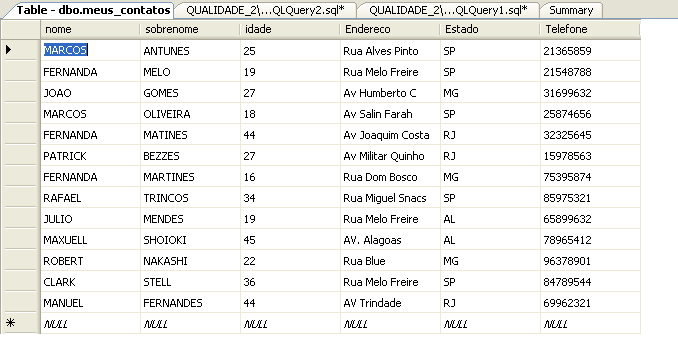 Table - dbo.meus_contatos QUALIDADE_2\...QLQuery2.sql* QUALIDADE_2\...QLQuery1.sql* Summary
nome sobrenome idade Endereco Estado Telefone
MARCOS ANTUNES 25 Rua Alves Pinto SP 21365859
FERNANDA MELO 19 Rua Melo Freire SP 21548788
JOAO GOMES 27 Av Humberto C MG 31699632
MARCOS OLIVEIRA 18 Av Salin Farah SP 25874656
FERNANDA MATINES 44 Av Joaquim Costa RJ 32325645
PATRICK BEZZES 27 Av Militar Quinho RJ 15978563
FERNANDA MARTINES 16 Rua Dom Bosco MG 75395874
RAFAEL TRINCOS 34 Rua Miguel Snacs SP 85975321
JULIO MENDES 19 Rua Melo Freire AL 65899632
MAXUELL SHOIOKI 45 AV. Alagoas AL 78965412
ROBERT NAKASHI 22 Rua Blue MG 96378901
CLARK STELL 36 Rua Melo Freire SP 84789544
MANUEL FERNANDES 44 AV Trindade RJ 69962321
NULL NULL NULL NULL NULL NULL